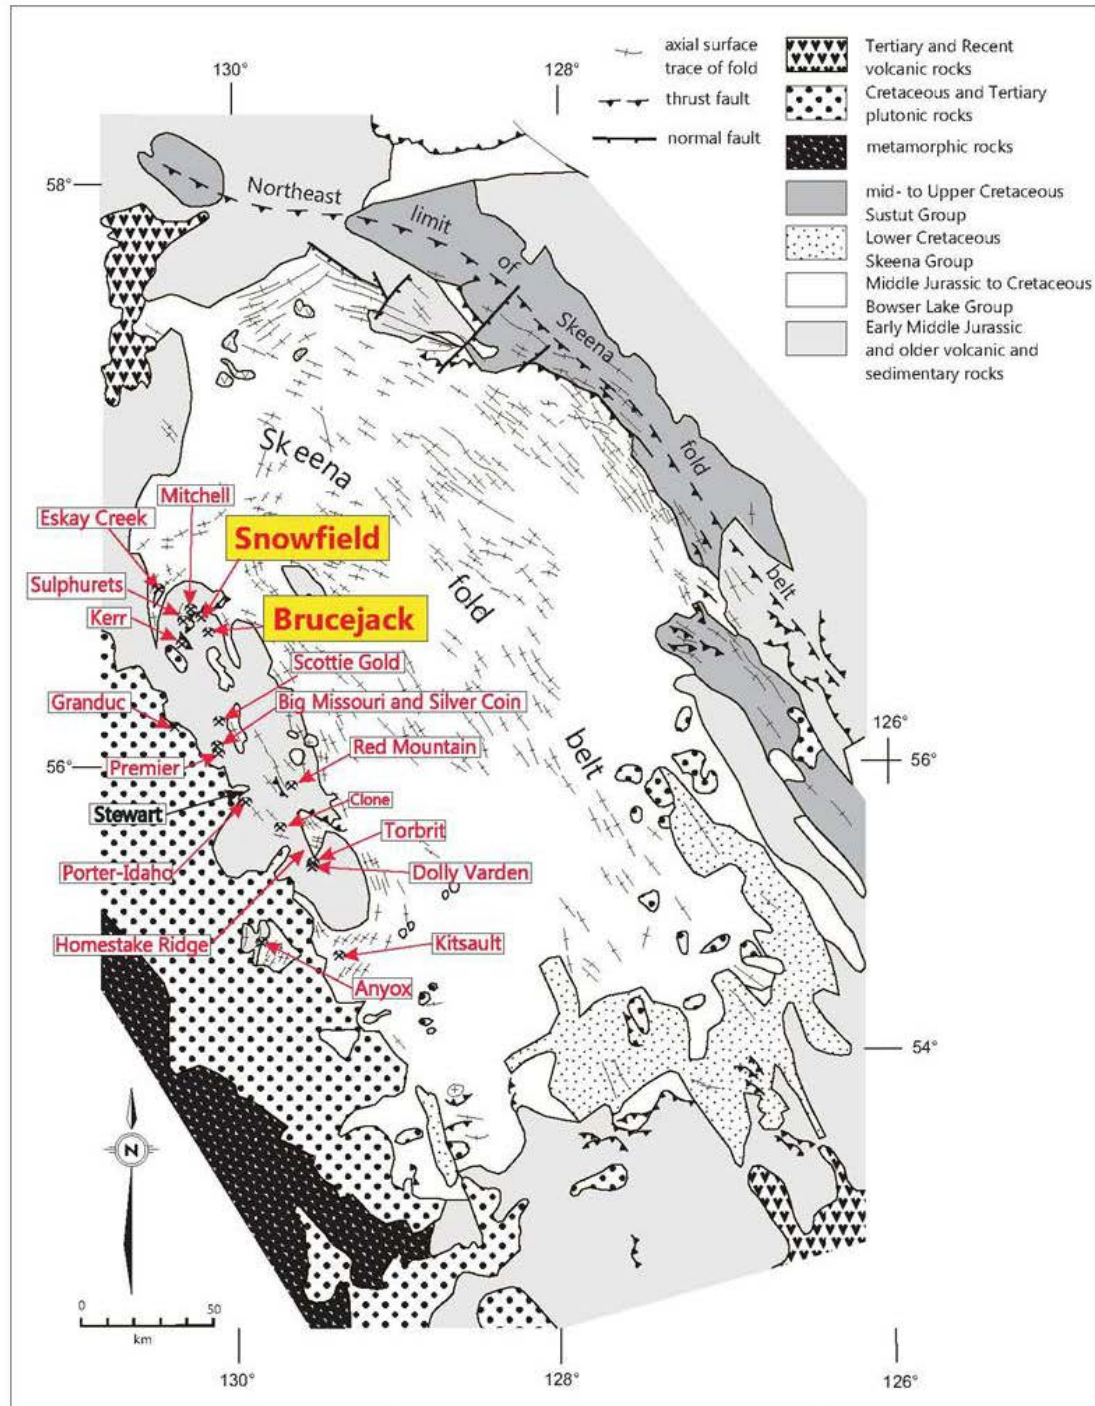 130°
128°
axial surface
trace of fold
thrust fault
normal fault
Tertiary and Recent
volcanic rocks
Cretaceous and Tertiary
plutonic rocks
metamorphic rocks
mid- to Upper Cretaceous
Sustut Group
Lower Cretaceous
Skeena Group
Middle Jurassic to Cretaceous
Bowser Lake Group
Early Middle Jurassic
and older volcanic and
sedimentary rocks
58°
Northeast
limit
of
Skeena
fold
belt
Skeena
fold
belt
Mitchell
Eskay Creek
Snowfield
Sulphurets
Brucejack
Kerr
Scottie Gold
Granduc
Big Missouri and Silver Coin
126°
Red Mountain
56°
Premier
56°
Clone
Stewart
Torbrit
Porter-Idaho
Dolly Varden
Homestake Ridge
Kitsault
Anyox
54°
N
0
50
km
130°
128°
126°